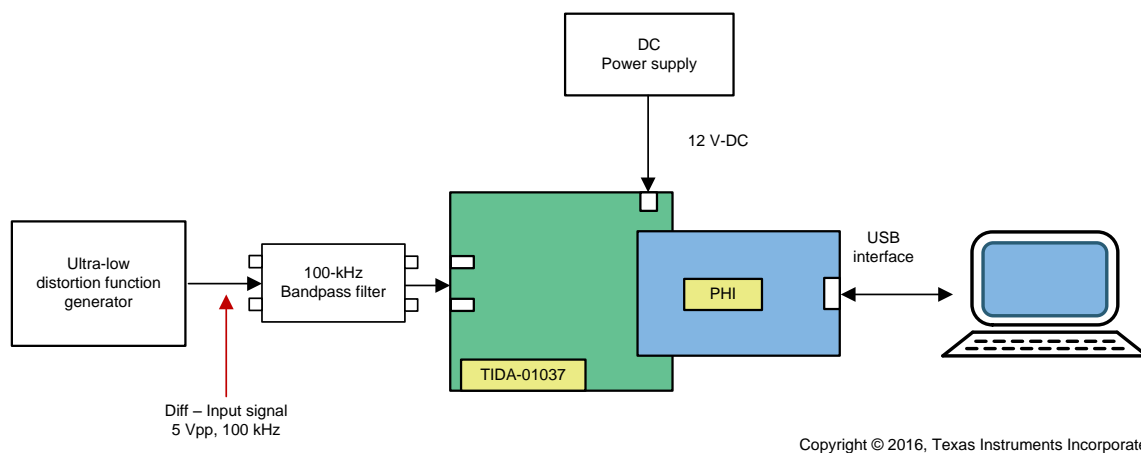 DC
Power supply
12 V-DC
Ultra-low
distortion function
generator
100-kHz
Bandpass filter
PHI
USB
interface
TIDA-01037
Diff – Input signal
5 Vpp, 100 kHz
Copyright © 2016, Texas Instruments Incorporate